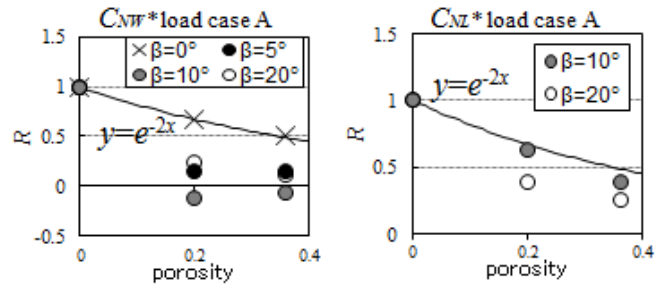 C_NW* load case A
1.5
1
0.5
0
-0.5
R
×β=0° ●β=5°
●β=10° ○β=20°
y=e^-2x
0 0.2 0.4
porosity
C_NL* load case A
1.5
1
0.5
0
R
●β=10°
○β=20°
y=e^-2x
0 0.2 0.4
porosity